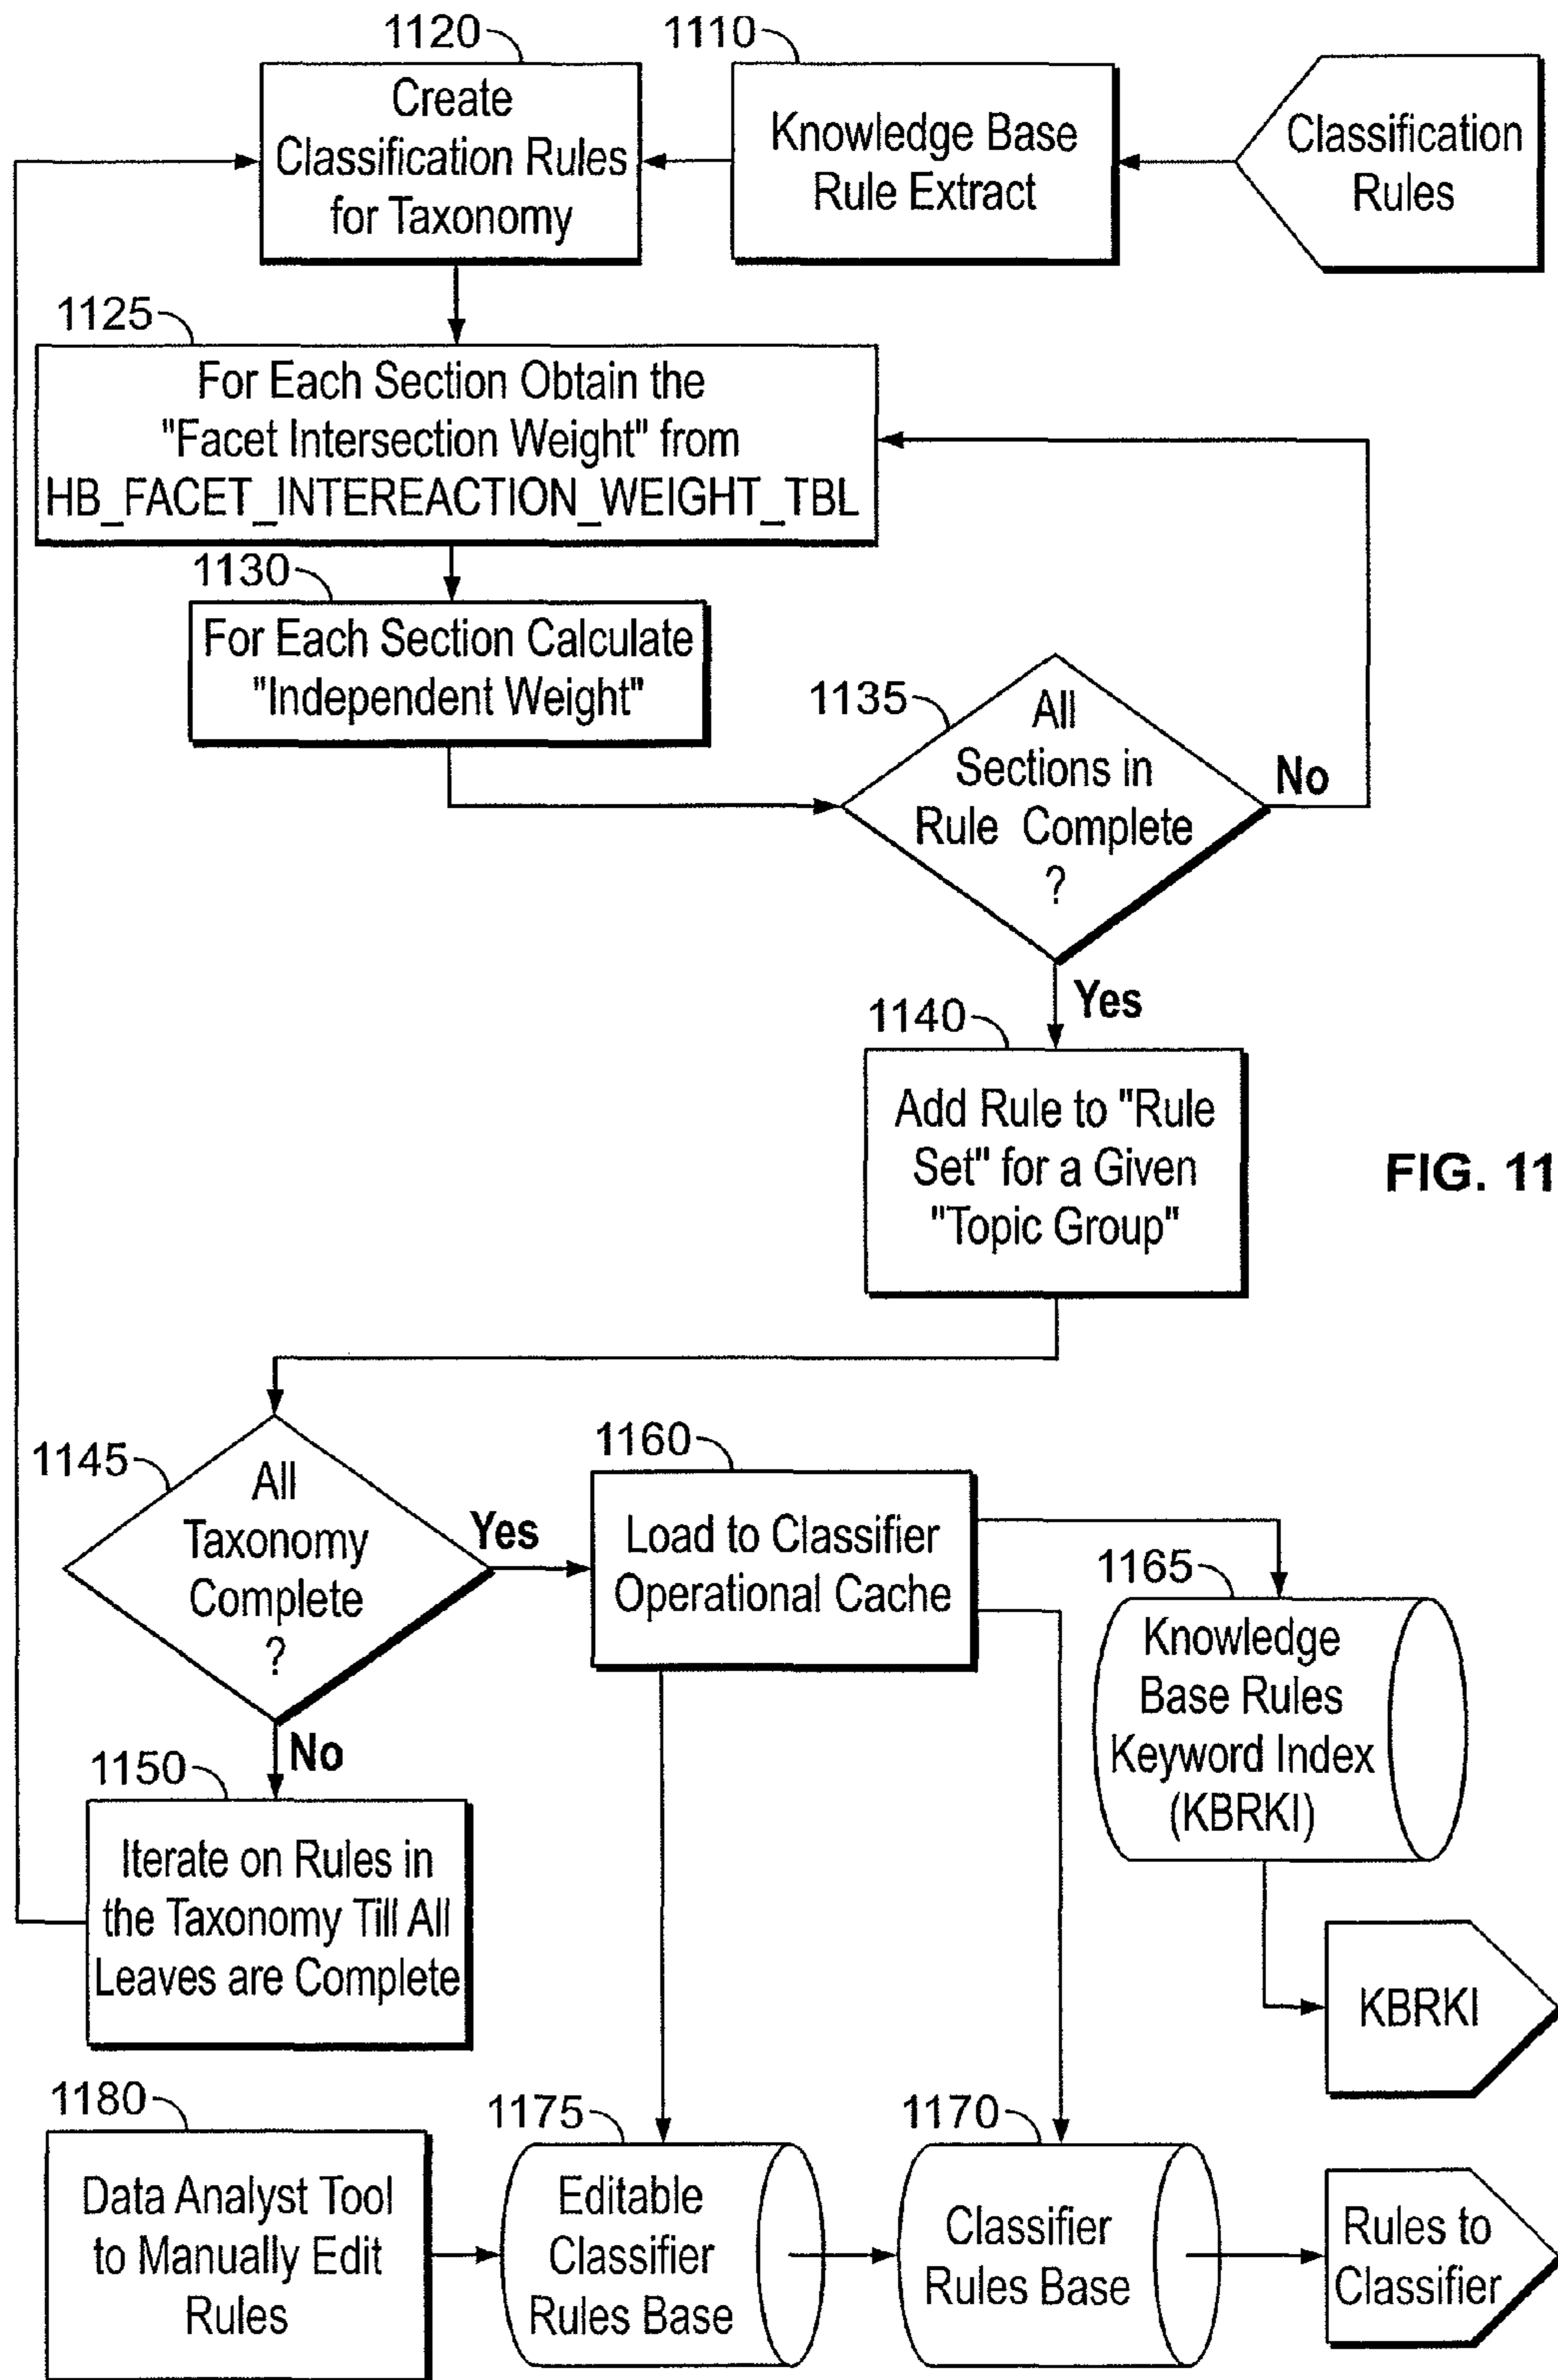 1120
Create
Classification Rules
for Taxonomy
1110
Knowledge Base
Rule Extract
Classification
Rules
1125
For Each Section Obtain the
"Facet Intersection Weight" from
HB_FACET_INTEREACTION_WEIGHT_TBL
1130
For Each Section Calculate
"Independent Weight"
1135
All
Sections in
Rule Complete
?
No
Yes
1140
Add Rule to "Rule
Set" for a Given
"Topic Group"
FIG. 11
1145
All
Taxonomy
Complete
?
Yes
No
1160
Load to Classifier
Operational Cache
1165
Knowledge
Base Rules
Keyword Index
(KBRKI)
1150
Iterate on Rules in
the Taxonomy Till All
Leaves are Complete
KBRKI
1180
Data Analyst Tool
to Manually Edit
Rules
1175
Editable
Classifier
Rules Base
1170
Classifier
Rules Base
Rules to
Classifier